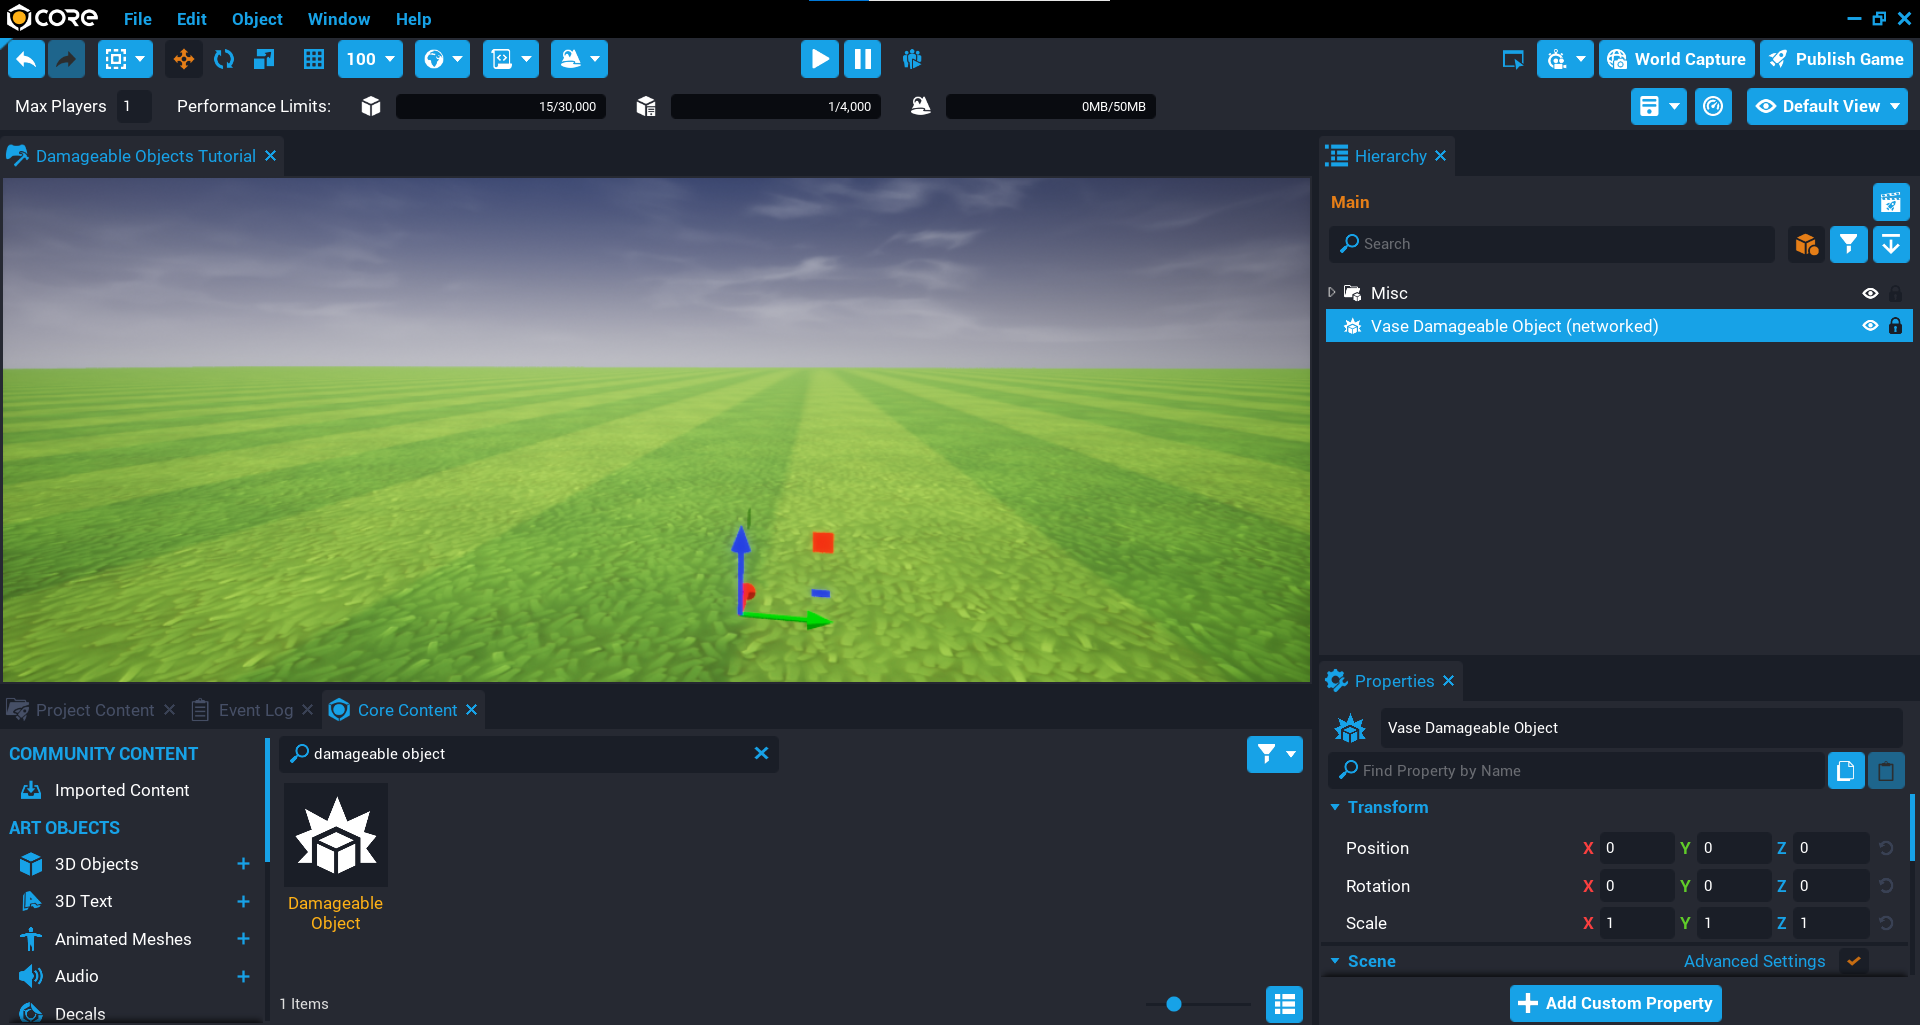 CORE File Edit Object Window Help
100 World Capture Publish Game
Max Players 1 Performance Limits: 15/30,000 1/4,000 0MB/50MB Default View
Damageable Objects Tutorial
Hierarchy
Main
Search
Misc
Vase Damageable Object (networked)
Project Content Event Log Core Content
COMMUNITY CONTENT
Imported Content
ART OBJECTS
3D Objects
3D Text
Animated Meshes
Audio
Decals
damageable object
Damageable
Object
1 Items
Properties
Vase Damageable Object
Find Property by Name
Transform
Position X 0 Y 0 Z 0
Rotation X 0 Y 0 Z 0
Scale X 1 Y 1 Z 1
Scene Advanced Settings
Add Custom Property